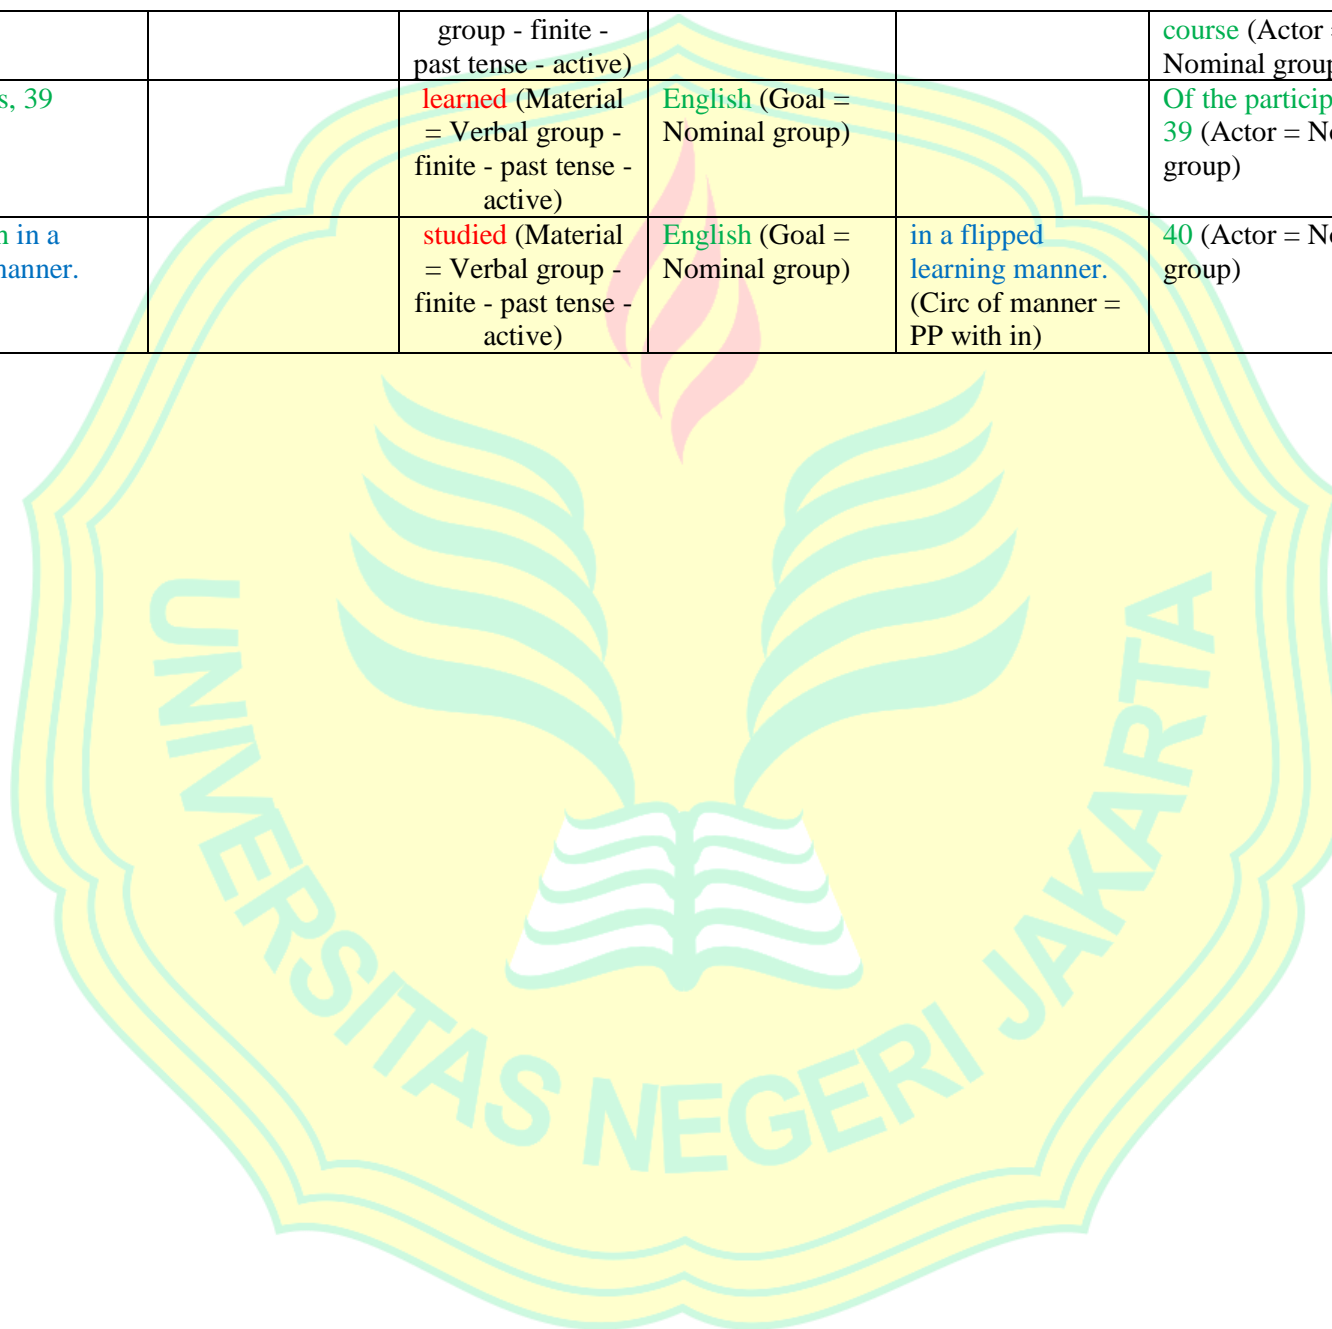 group - finite -
past tense - active)
course (Actor =
Nominal group
s, 39
learned (Material
= Verbal group -
finite - past tense -
active)
English (Goal =
Nominal group)
Of the particip
39 (Actor = No
group)
in a
manner.
studied (Material
= Verbal group -
finite - past tense -
active)
English (Goal =
Nominal group)
in a flipped
learning manner.
(Circ of manner =
PP with in)
40 (Actor = No
group)
UNIVERSITAS NEGERI JAKARTA